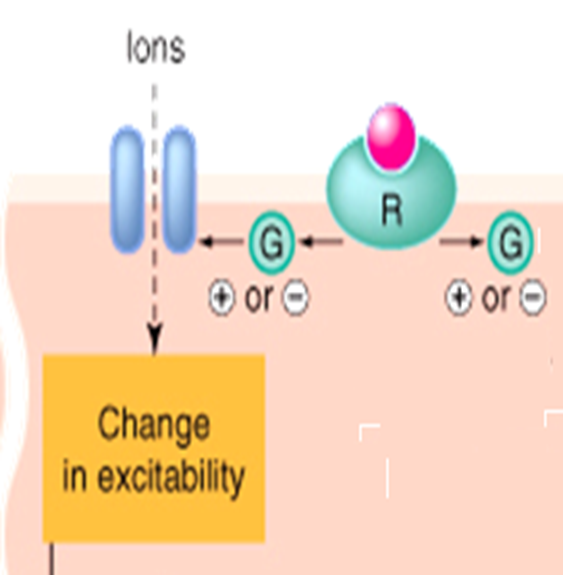 Ions
R
G
G
+ or −
+ or −
Change
in excitability